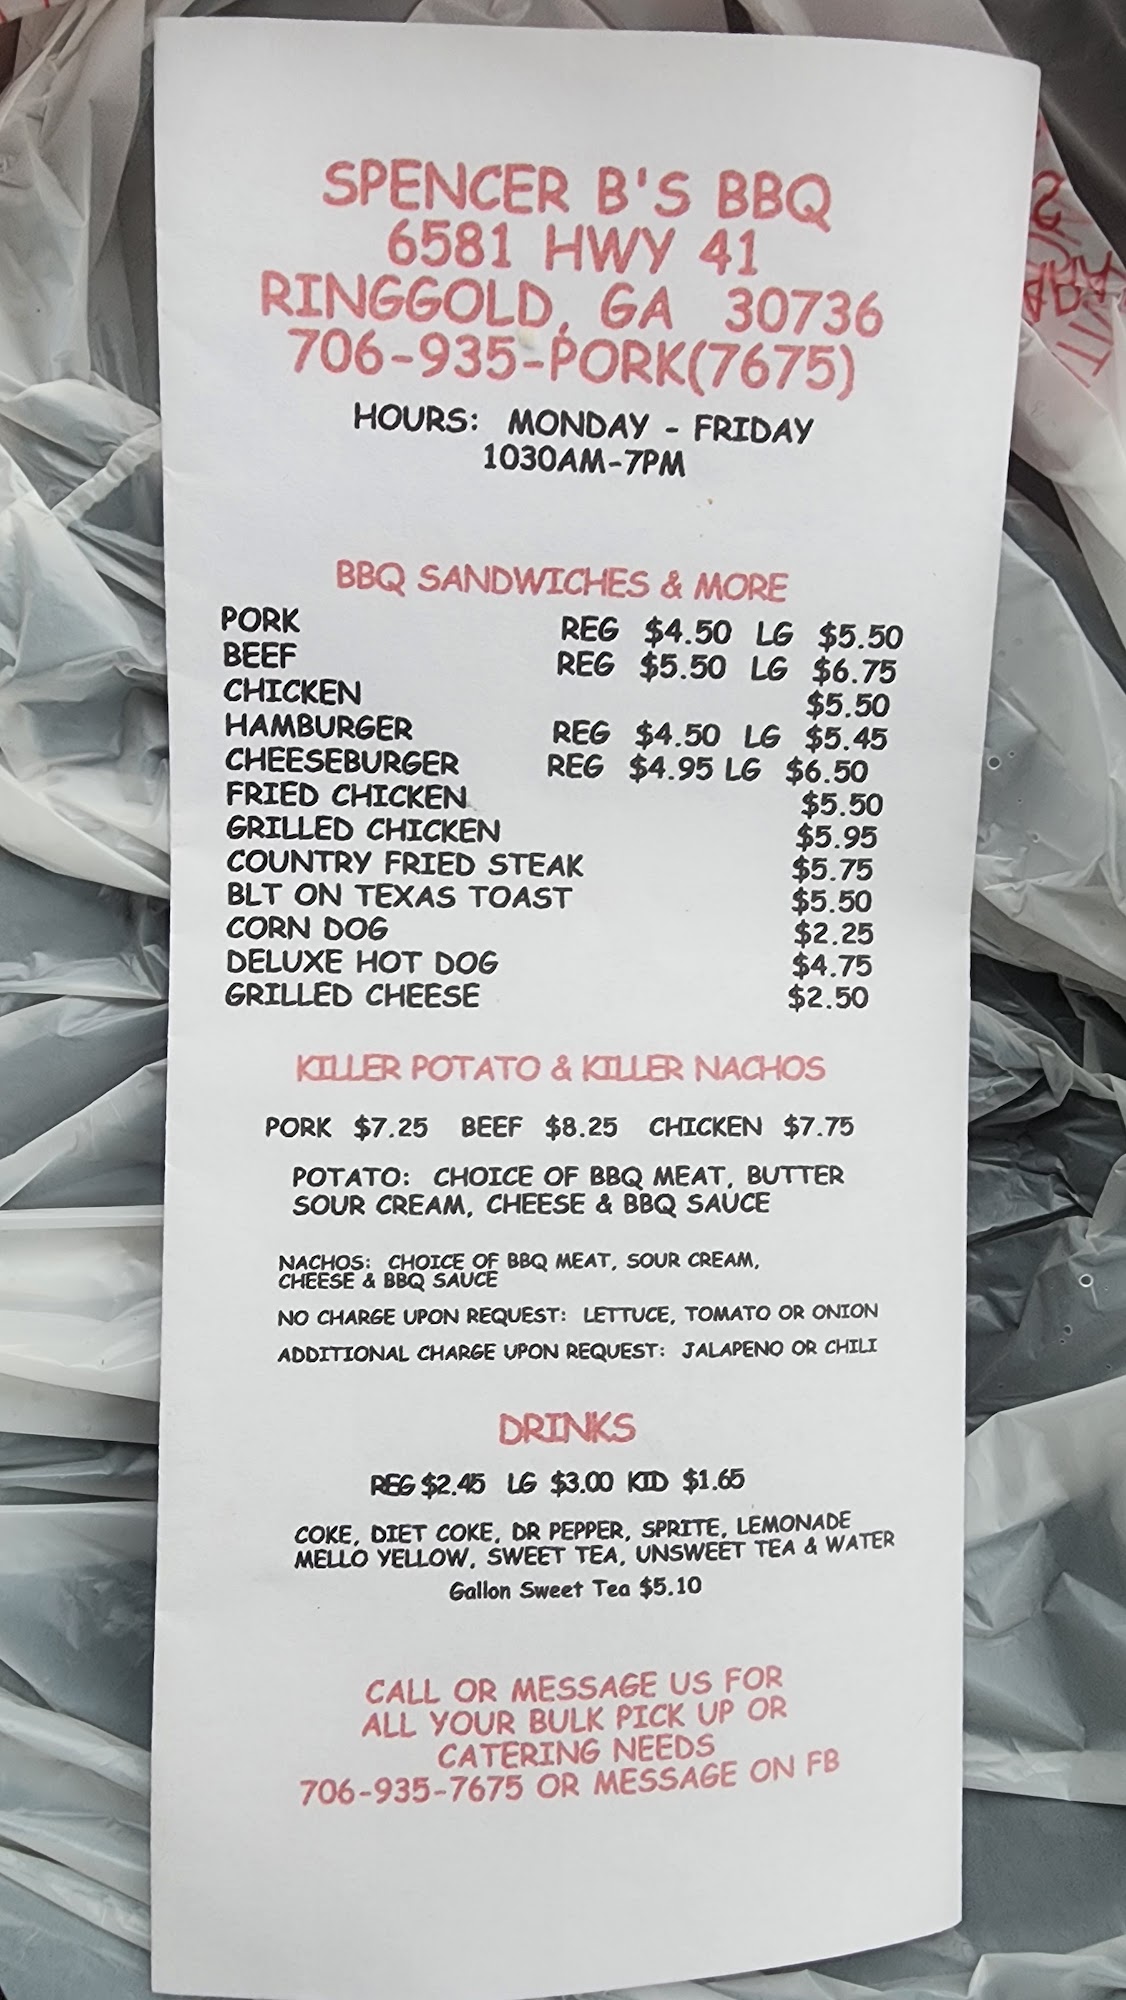 SPENCER B'S BBQ
6581 HWY 41
RINGGOLD, GA 30736
706-935-PORK(7675)
HOURS: MONDAY - FRIDAY
1030AM-7PM
BBQ SANDWICHES & MORE
PORK REG $4.50 LG $5.50
BEEF REG $5.50 LG $6.75
CHICKEN $5.50
HAMBURGER REG $4.50 LG $5.45
CHEESEBURGER REG $4.95 LG $6.50
FRIED CHICKEN $5.50
GRILLED CHICKEN $5.95
COUNTRY FRIED STEAK $5.75
BLT ON TEXAS TOAST $5.50
CORN DOG $2.25
DELUXE HOT DOG $4.75
GRILLED CHEESE $2.50
KILLER POTATO & KILLER NACHOS
PORK $7.25 BEEF $8.25 CHICKEN $7.75
POTATO: CHOICE OF BBQ MEAT, BUTTER
SOUR CREAM, CHEESE & BBQ SAUCE
NACHOS: CHOICE OF BBQ MEAT, SOUR CREAM,
CHEESE & BBQ SAUCE
NO CHARGE UPON REQUEST: LETTUCE, TOMATO OR ONION
ADDITIONAL CHARGE UPON REQUEST: JALAPENO OR CHILI
DRINKS
REG $2.45 LG $3.00 KID $1.65
COKE, DIET COKE, DR PEPPER, SPRITE, LEMONADE
MELLO YELLOW, SWEET TEA, UNSWEET TEA & WATER
Gallon Sweet Tea $5.10
CALL OR MESSAGE US FOR
ALL YOUR BULK PICK UP OR
CATERING NEEDS
706-935-7675 OR MESSAGE ON FB